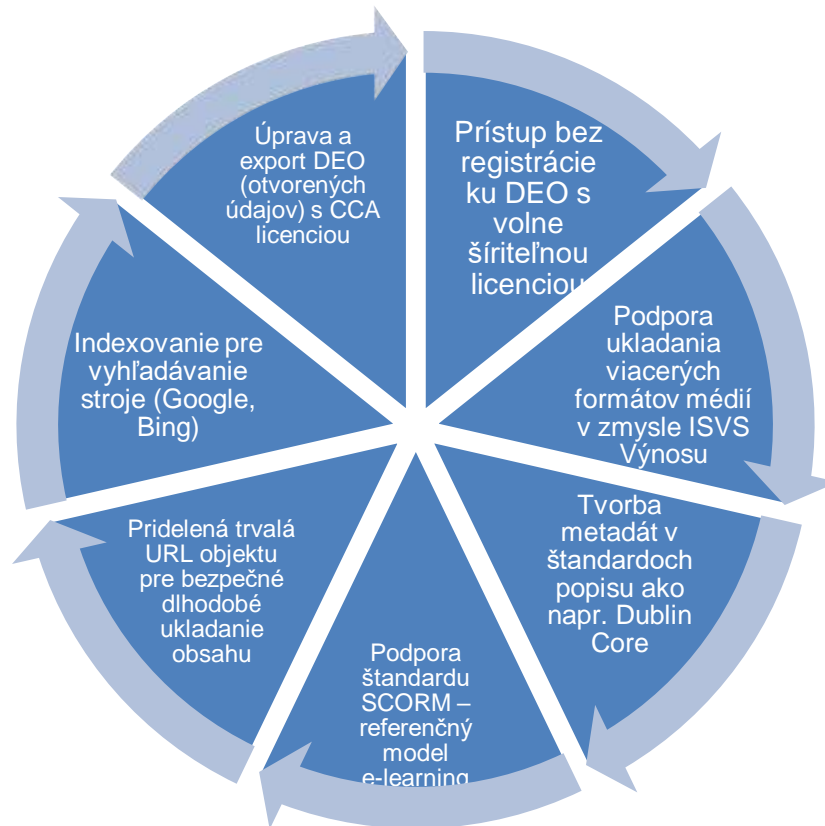 Prístup bez
registrácie
ku DEO s
volne
šíriteľnou
licenciou
Podpora
ukladania
viacerých
formátov médií
v zmysle ISVS
Výnosu
Tvorba
metadát v
štandardoch
popisu ako
napr. Dublin
Core
Podpora
štandardu
SCORM –
referenčný
model
e-learning
Pridelená trvalá
URL objektu
pre bezpečné
dlhodobé
ukladanie
obsahu
Indexovanie pre
vyhľadávanie
stroje (Google,
Bing)
Úprava a
export DEO
(otvorených
údajov) s CCA
licenciou